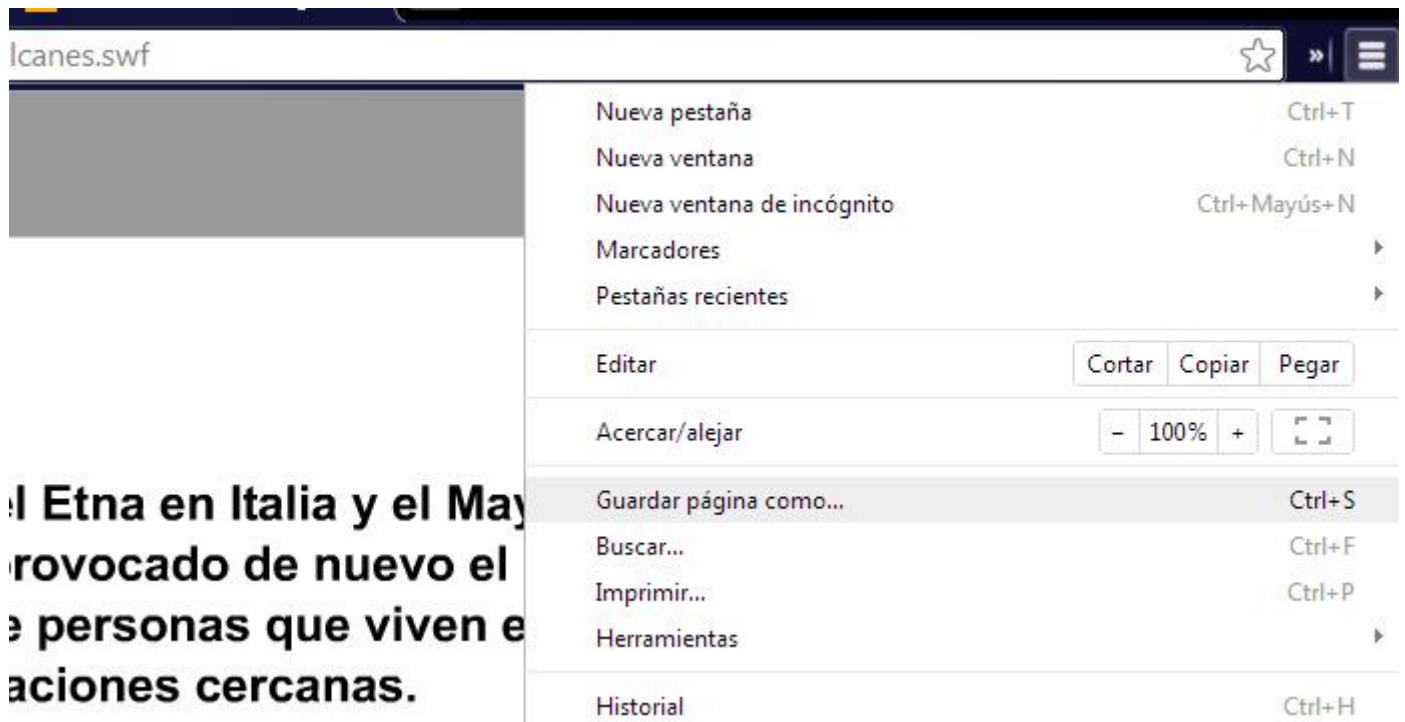 lcanes.swf
Nueva pestaña Ctrl+T
Nueva ventana Ctrl+N
Nueva ventana de incógnito Ctrl+Mayús+N
Marcadores
Pestañas recientes
Editar Cortar Copiar Pegar
Acercar/alejar - 100% +
Guardar página como... Ctrl+S
Buscar... Ctrl+F
Imprimir... Ctrl+P
Herramientas
Historial Ctrl+H
l Etna en Italia y el May
rovocado de nuevo el
e personas que viven e
aciones cercanas.